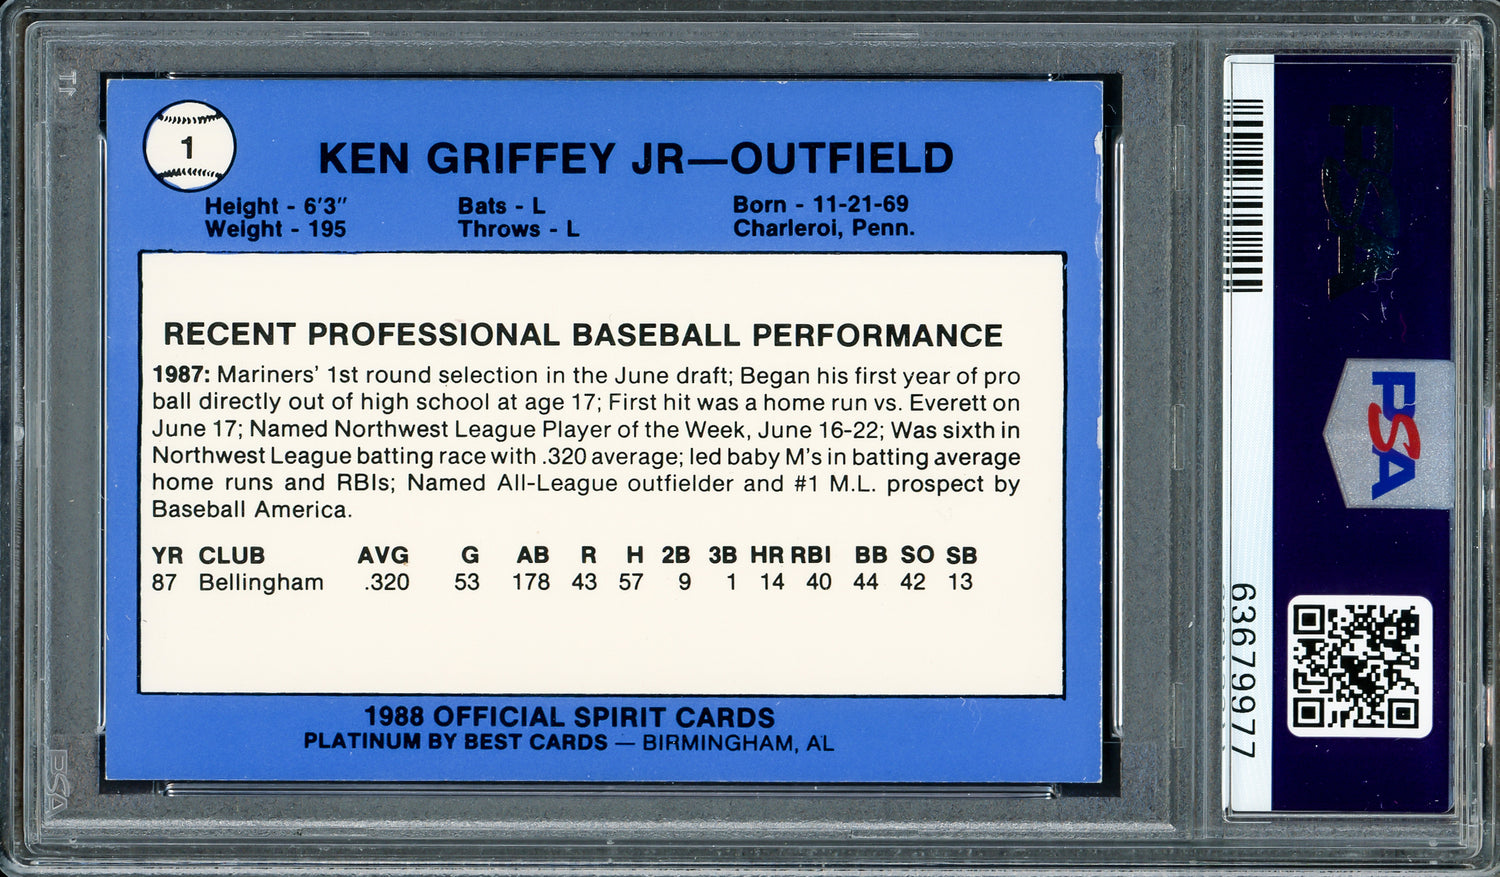 1
KEN GRIFFEY JR—OUTFIELD
Height - 6'3" Bats - L Born - 11-21-69
Weight - 195 Throws - L Charleroi, Penn.
RECENT PROFESSIONAL BASEBALL PERFORMANCE
1987: Mariners' 1st round selection in the June draft; Began his first year of pro
ball directly out of high school at age 17; First hit was a home run vs. Everett on
June 17; Named Northwest League Player of the Week, June 16-22; Was sixth in
Northwest League batting race with .320 average; led baby M's in batting average
home runs and RBIs; Named All-League outfielder and #1 M.L. prospect by
Baseball America.
YR CLUB AVG G AB R H 2B 3B HR RBI BB SO SB
87 Bellingham .320 53 178 43 57 9 1 14 40 44 42 13
1988 OFFICIAL SPIRIT CARDS
PLATINUM BY BEST CARDS — BIRMINGHAM, AL
PSA
PSA
63679977
PSA